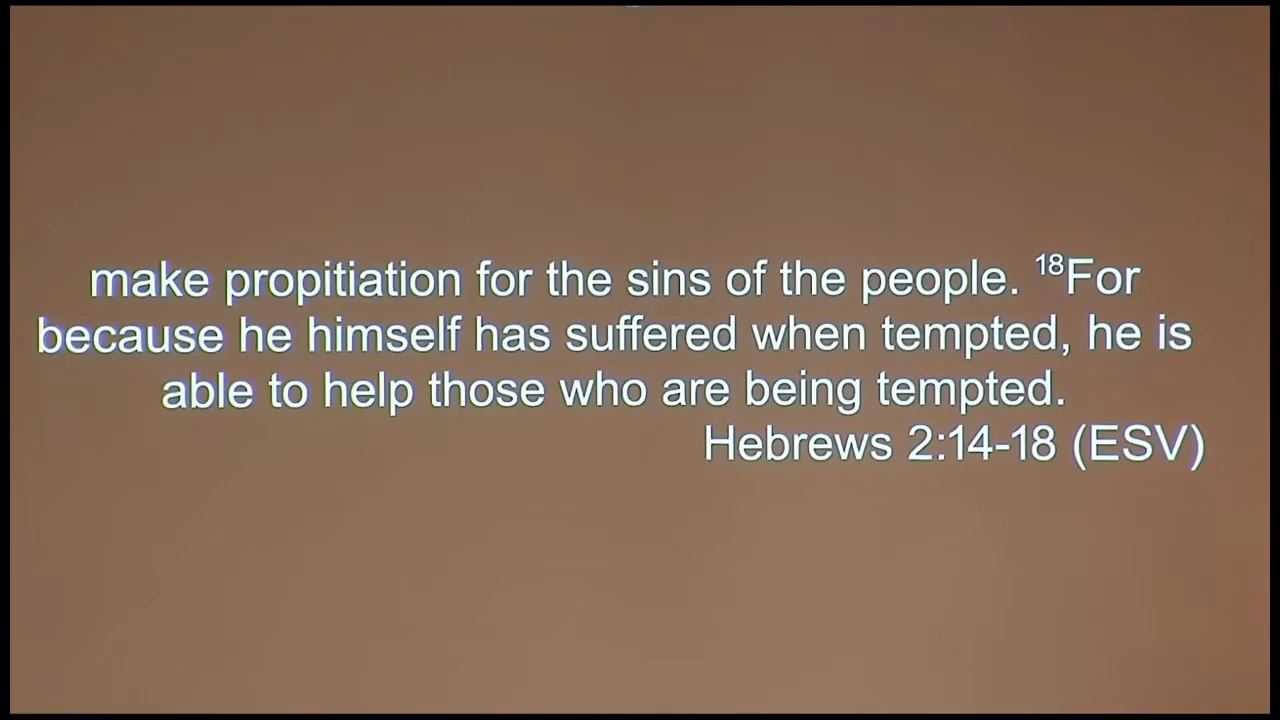 make propitiation for the sins of the people. ¹⁸For
because he himself has suffered when tempted, he is
able to help those who are being tempted.
Hebrews 2:14-18 (ESV)